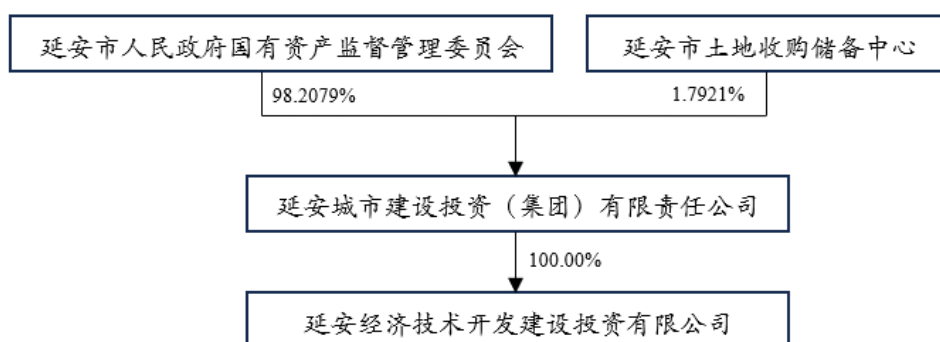 延安市人民政府国有资产监督管理委员会
延安市土地收购储备中心
98.2079%
1.7921%
延安城市建设投资（集团）有限责任公司
100.00%
延安经济技术开发建设投资有限公司